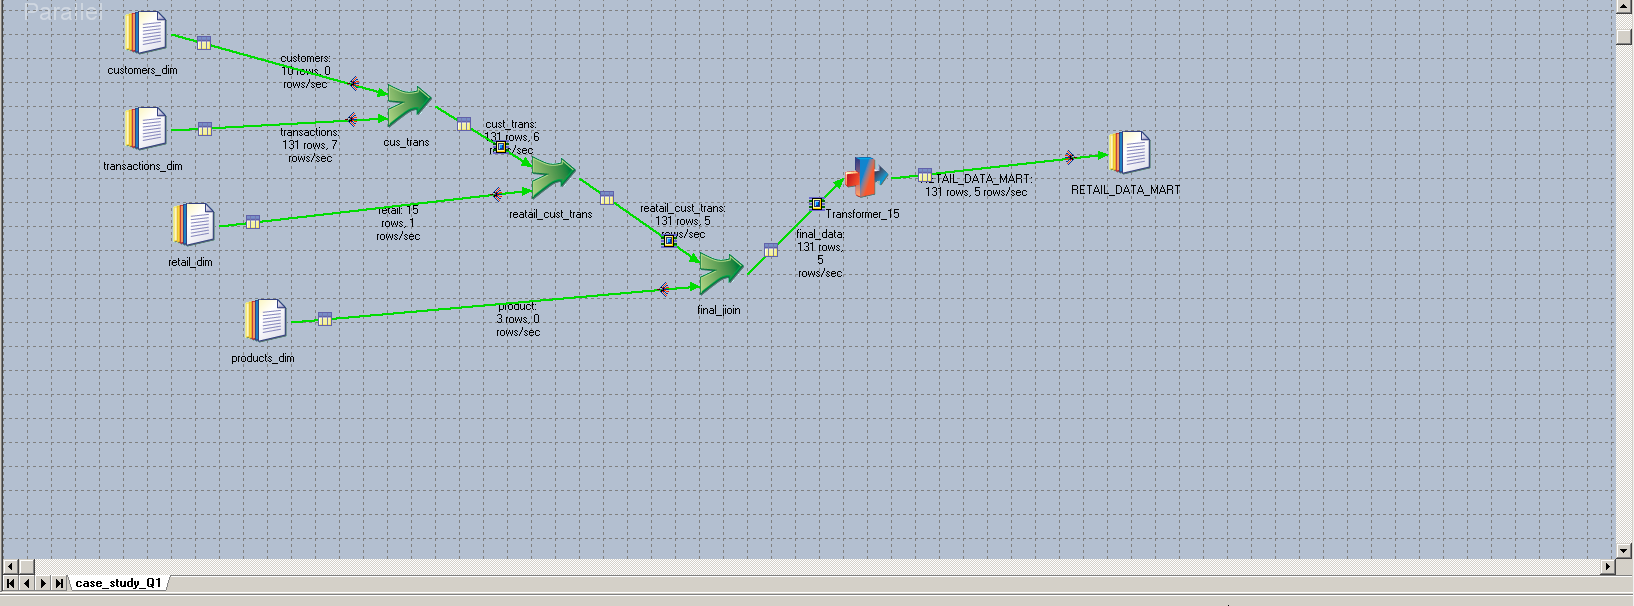 Parallel
customers_dim
customers:
10 rows, 0
rows/sec
transactions_dim
transactions:
131 rows, 7
rows/sec
cus_trans
cust_trans:
131 rows, 6
rows/sec
retail_dim
retail: 15
rows, 1
rows/sec
reatail_cust_trans
reatail_cust_trans:
131 rows, 5
rows/sec
products_dim
product:
3 rows, 0
rows/sec
final_jioin
final_data:
131 rows,
5
rows/sec
Transformer_15
RETAIL_DATA_MART:
131 rows, 5 rows/sec
RETAIL_DATA_MART
case_study_Q1